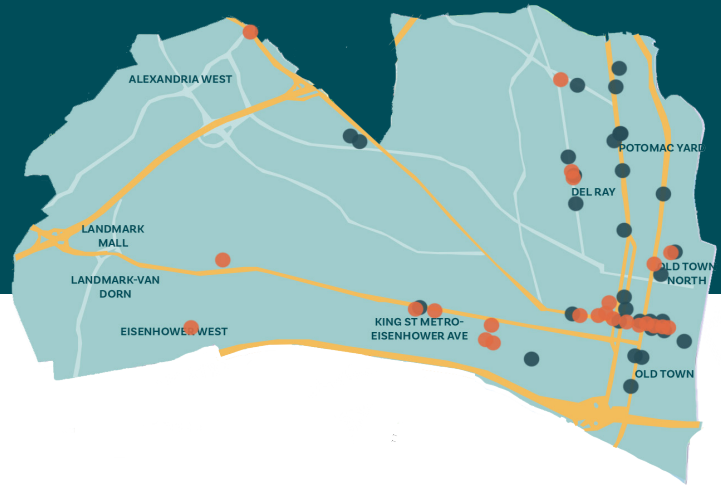 ALEXANDRIA WEST
POTOMAC YARD
DEL RAY
LANDMARK
MALL
OLD TOWN
NORTH
LANDMARK-VAN
DORN
EISENHOWER WEST
KING ST METRO-
EISENHOWER AVE
OLD TOWN